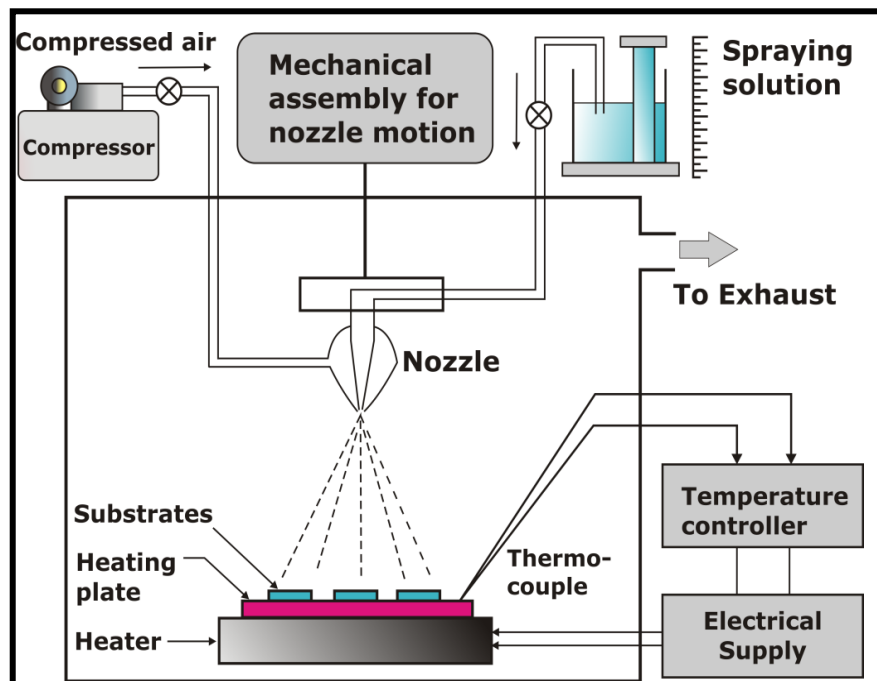 Compressed air
Compressor
Mechanical
assembly for
nozzle motion
Spraying
solution
To Exhaust
Nozzle
Substrates
Heating
plate
Heater
Thermo-
couple
Temperature
controller
Electrical
Supply